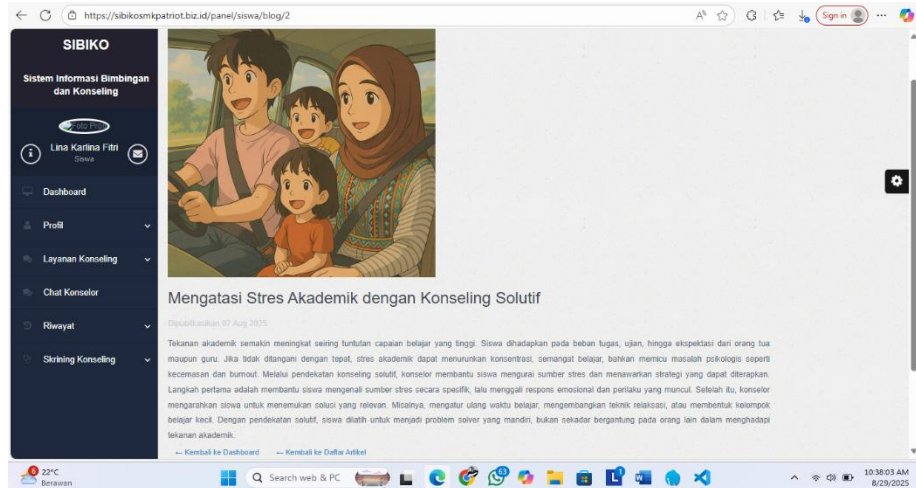 https://sibikosmkpatriot.biz.id/panel/siswa/blog/2
Sign in
SIBIKO
Sistem Informasi Bimbingan
dan Konseling
Foto Prof
Lina Karlina Fitri
Siswa
Dashboard
Profil
Layanan Konseling
Chat Konselor
Riwayat
Skrining Konseling
Mengatasi Stres Akademik dengan Konseling Solutif
Dipublikasikan 07 Aug 2025
Tekanan akademik semakin meningkat seiring tuntutan capaian belajar yang tinggi. Siswa dihadapkan pada beban tugas, ujian, hingga ekspektasi dari orang tua
maupun guru. Jika tidak ditangani dengan tepat, stres akademik dapat menurunkan konsentrasi, semangat belajar, bahkan memicu masalah psikologis seperti
kecemasan dan burnout. Melalui pendekatan konseling solutif, konselor membantu siswa mengurai sumber stres dan menawarkan strategi yang dapat diterapkan.
Langkah pertama adalah membantu siswa mengenali sumber stres secara spesifik, lalu menggali respons emosional dan perilaku yang muncul. Setelah itu, konselor
mengarahkan siswa untuk menemukan solusi yang relevan. Misalnya, mengatur ulang waktu belajar, mengembangkan teknik relaksasi, atau membentuk kelompok
belajar kecil. Dengan pendekatan solutif, siswa dilatih untuk menjadi problem solver yang mandiri, bukan sekadar bergantung pada orang lain dalam menghadapi
tekanan akademik.
← Kembali ke Dashboard ← Kembali ke Daftar Artikel
22°C
Berawan
Search web & PC
10:38:03 AM
8/29/2025